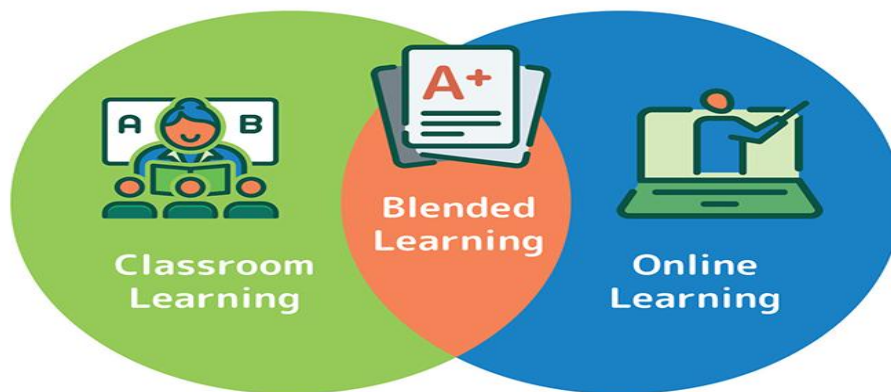 A B
Classroom
Learning
A+
Blended
Learning
Online
Learning